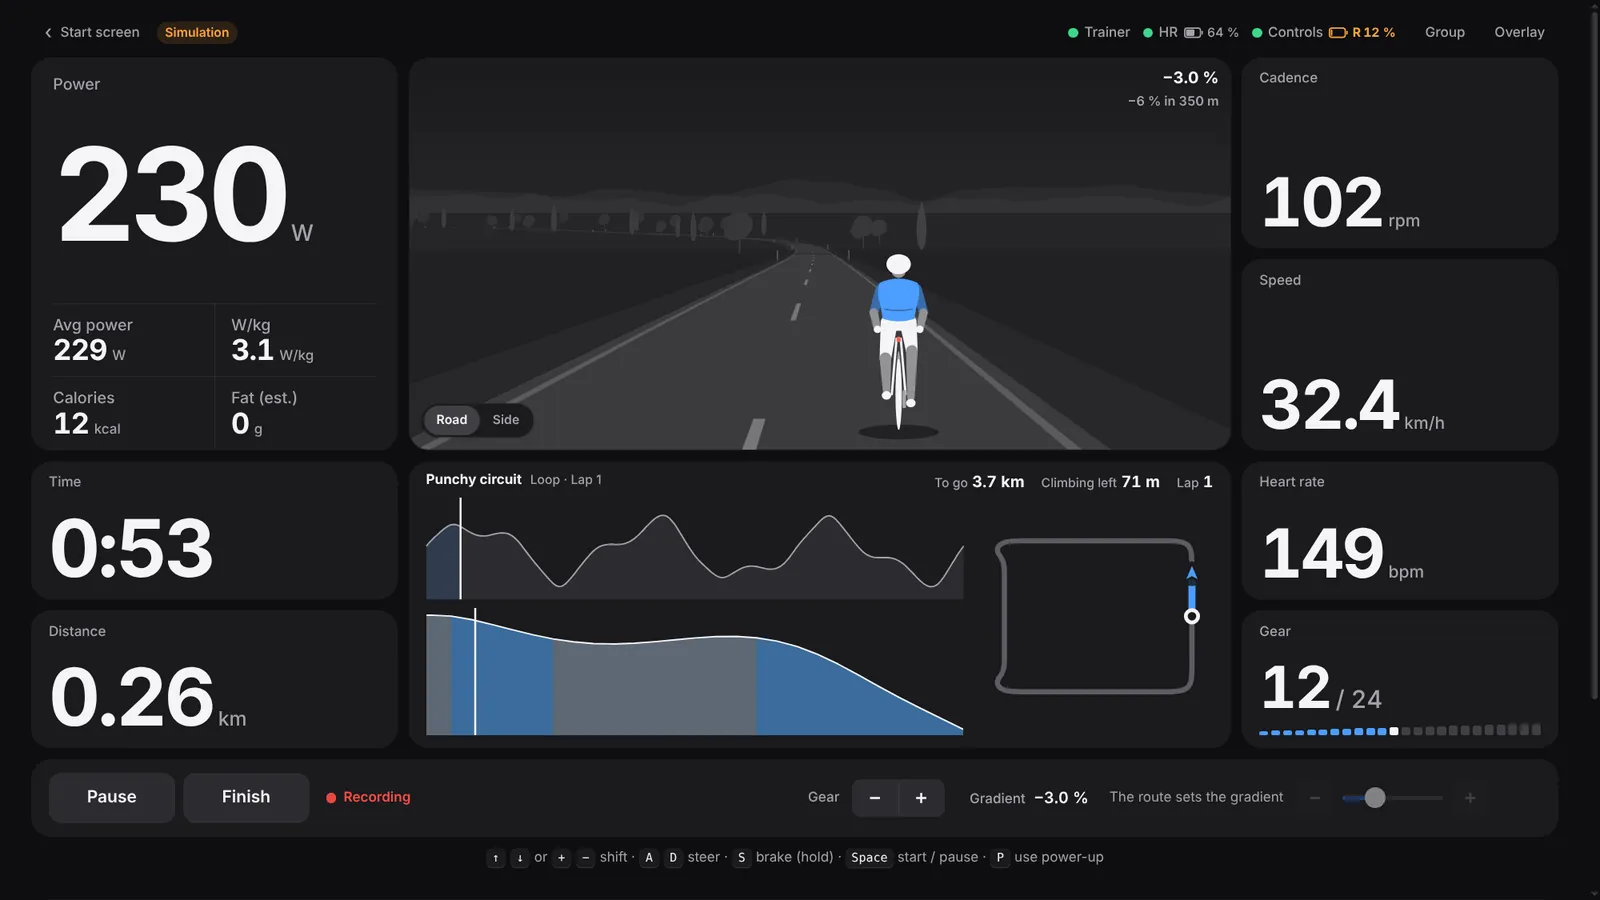 Start screen
Simulation
Trainer
HR 64 %
Controls R 12 %
Group
Overlay
Power
230 W
Avg power
229 W
W/kg
3.1 W/kg
Calories
12 kcal
Fat (est.)
0 g
−3.0 %
−6 % in 350 m
Road
Side
Cadence
102 rpm
Speed
32.4 km/h
Time
0:53
Distance
0.26 km
Punchy circuit Loop · Lap 1
To go 3.7 km Climbing left 71 m Lap 1
Heart rate
149 bpm
Gear
12 / 24
Pause
Finish
Recording
Gear − +
Gradient −3.0 %
The route sets the gradient − +
↑ ↓ or + − shift · A D steer · S brake (hold) · Space start / pause · P use power-up